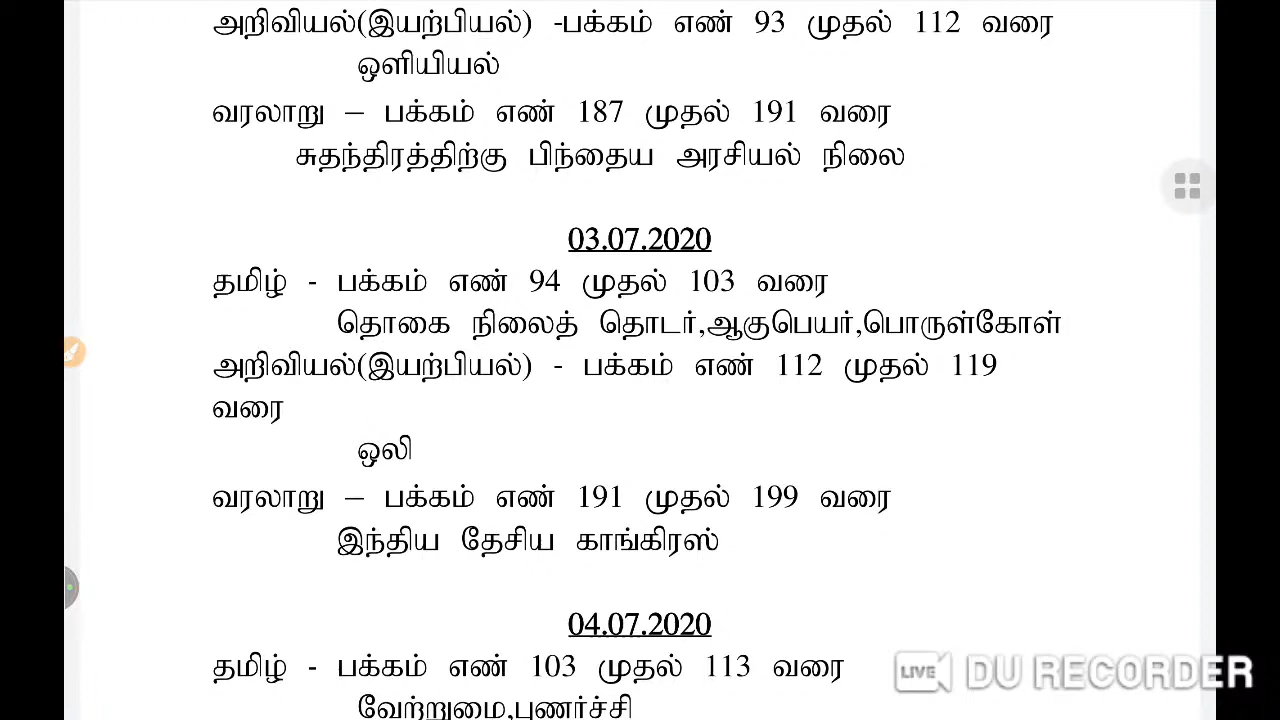 அறிவியல்(இயற்பியல்) -பக்கம் எண் 93 முதல் 112 வரை
ஒளியியல்
வரலாறு – பக்கம் எண் 187 முதல் 191 வரை
சுதந்திரத்திற்கு பிந்தைய அரசியல் நிலை
03.07.2020
தமிழ் - பக்கம் எண் 94 முதல் 103 வரை
தொகை நிலைத் தொடர்,ஆகுபெயர்,பொருள்கோள்
அறிவியல்(இயற்பியல்) - பக்கம் எண் 112 முதல் 119
வரை
ஒலி
வரலாறு – பக்கம் எண் 191 முதல் 199 வரை
இந்திய தேசிய காங்கிரஸ்
04.07.2020
தமிழ் - பக்கம் எண் 103 முதல் 113 வரை
வேற்றுமை,புணர்ச்சி
LIVE DU RECORDER